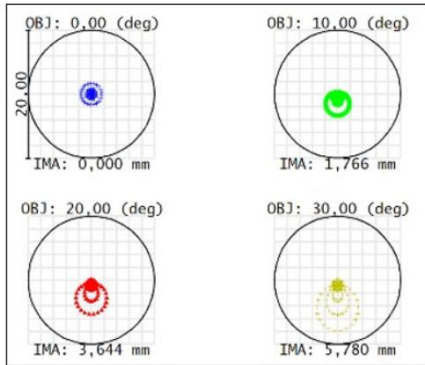 OBJ: 0,00 (deg)
OBJ: 10,00 (deg)
20,00
IMA: 0,000 mm
IMA: 1,766 mm
OBJ: 20,00 (deg)
OBJ: 30,00 (deg)
IMA: 3,644 mm
IMA: 5,780 mm